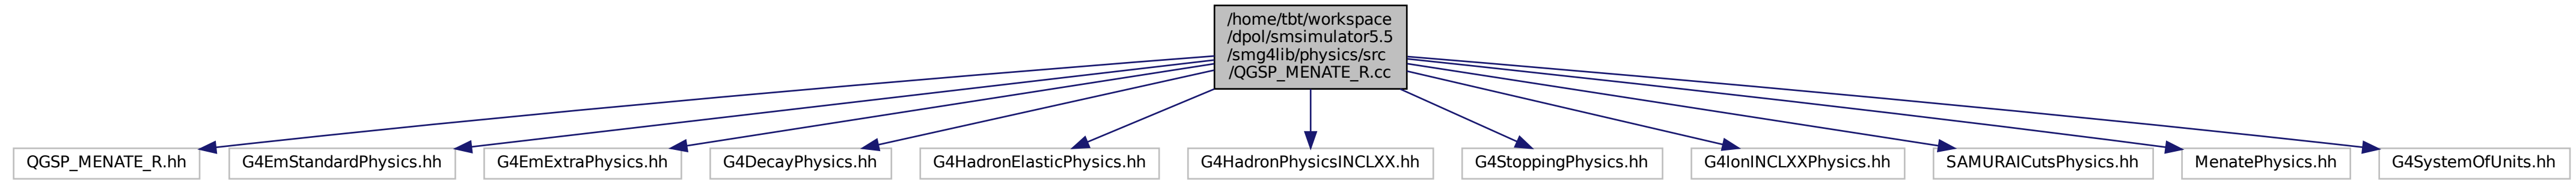 /home/tbt/workspace
/dpol/smsimulator5.5
/smg4lib/physics/src
/QGSP_MENATE_R.cc
QGSP_MENATE_R.hh
G4EmStandardPhysics.hh
G4EmExtraPhysics.hh
G4DecayPhysics.hh
G4HadronElasticPhysics.hh
G4HadronPhysicsINCLXX.hh
G4StoppingPhysics.hh
G4IonINCLXXPhysics.hh
SAMURAICutsPhysics.hh
MenatePhysics.hh
G4SystemOfUnits.hh